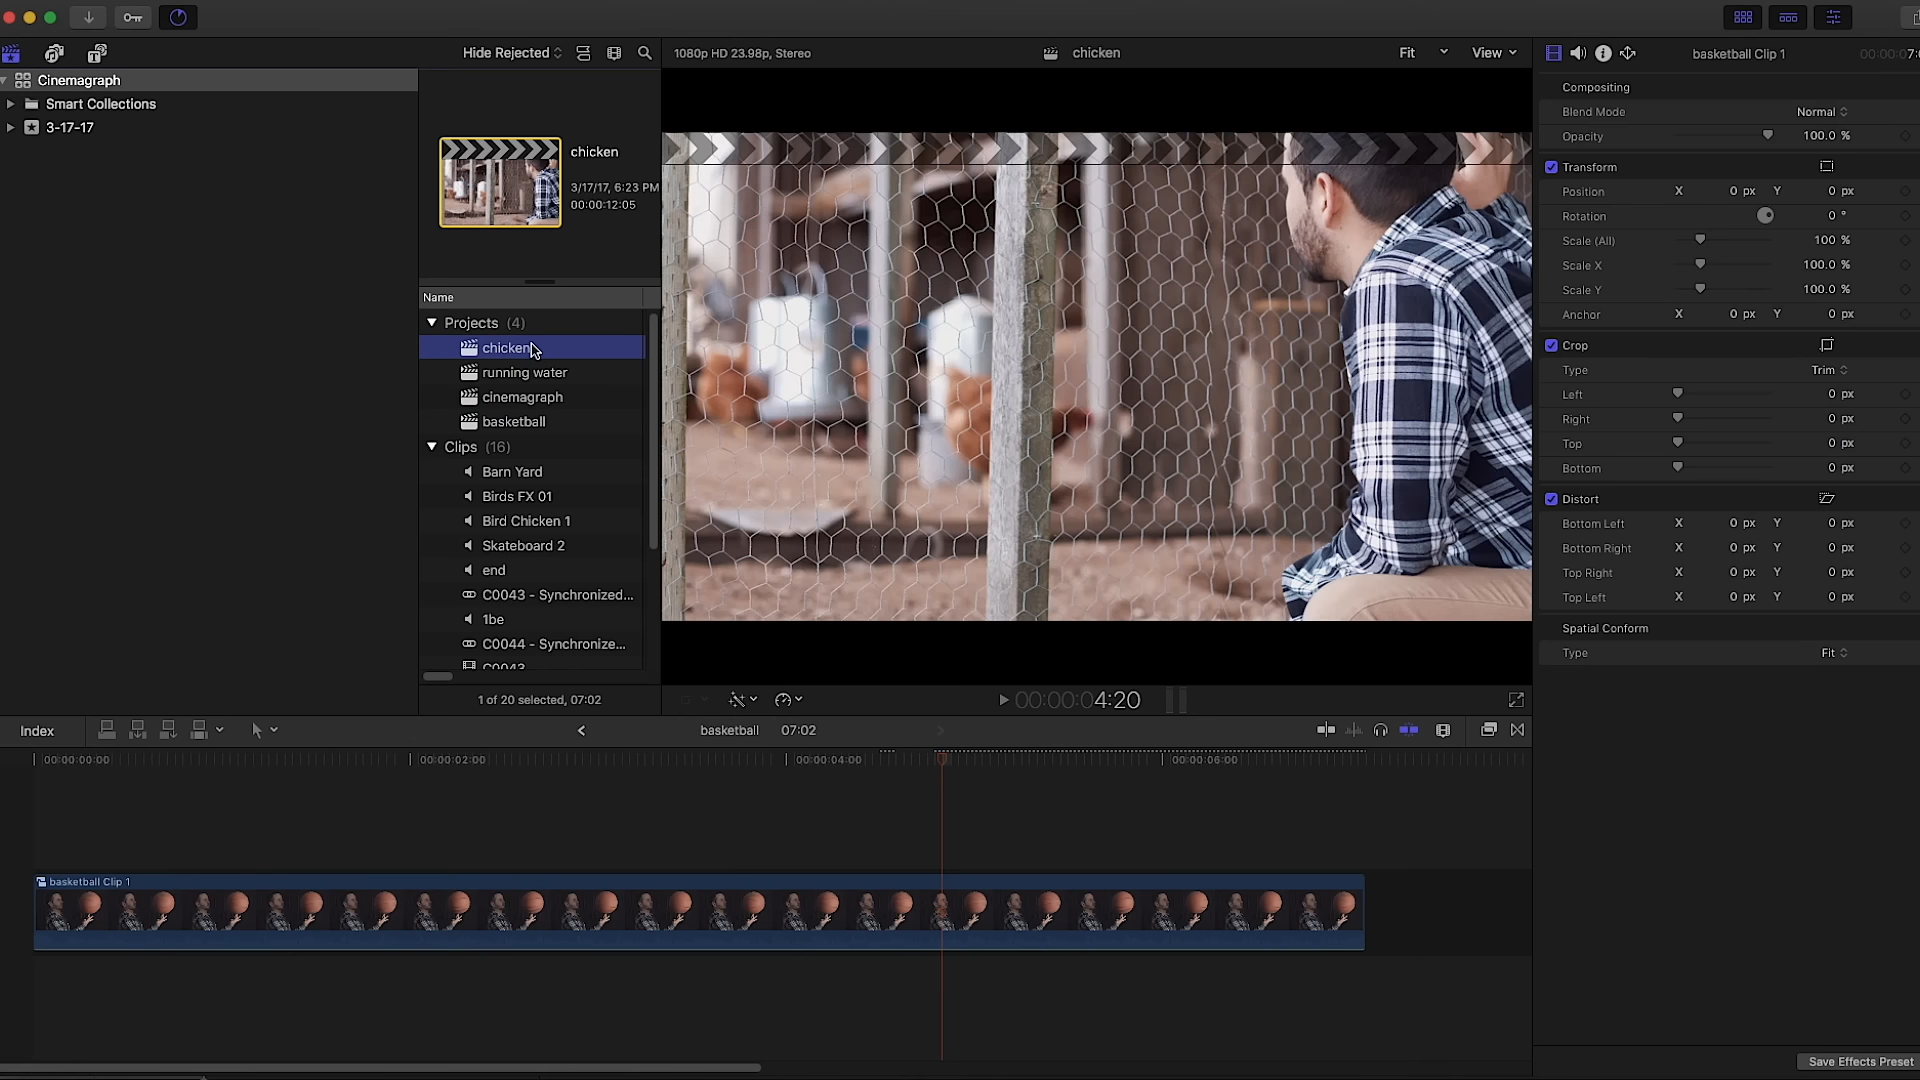 Hide Rejected
1080p HD 23.98p, Stereo
chicken
Fit
View
basketball Clip 1
Cinemagraph
Smart Collections
3-17-17
chicken
3/17/17, 6:23 PM
00:00:12:05
Name
Projects (4)
chicken
running water
cinemagraph
basketball
Clips (16)
Barn Yard
Birds FX 01
Bird Chicken 1
Skateboard 2
end
C0043 - Synchronized...
1be
C0044 - Synchronize...
C0043
1 of 20 selected, 07:02
00:00:04:20
Compositing
Blend Mode Normal
Opacity 100.0 %
Transform
Position X 0 px Y 0 px
Rotation 0 °
Scale (All) 100 %
Scale X 100.0 %
Scale Y 100.0 %
Anchor X 0 px Y 0 px
Crop
Type Trim
Left 0 px
Right 0 px
Top 0 px
Bottom 0 px
Distort
Bottom Left X 0 px Y 0 px
Bottom Right X 0 px Y 0 px
Top Right X 0 px Y 0 px
Top Left X 0 px Y 0 px
Spatial Conform
Type Fit
Index
basketball 07:02
00:00:00:00
00:00:02:00
00:00:04:00
00:00:06:00
basketball Clip 1
Save Effects Preset